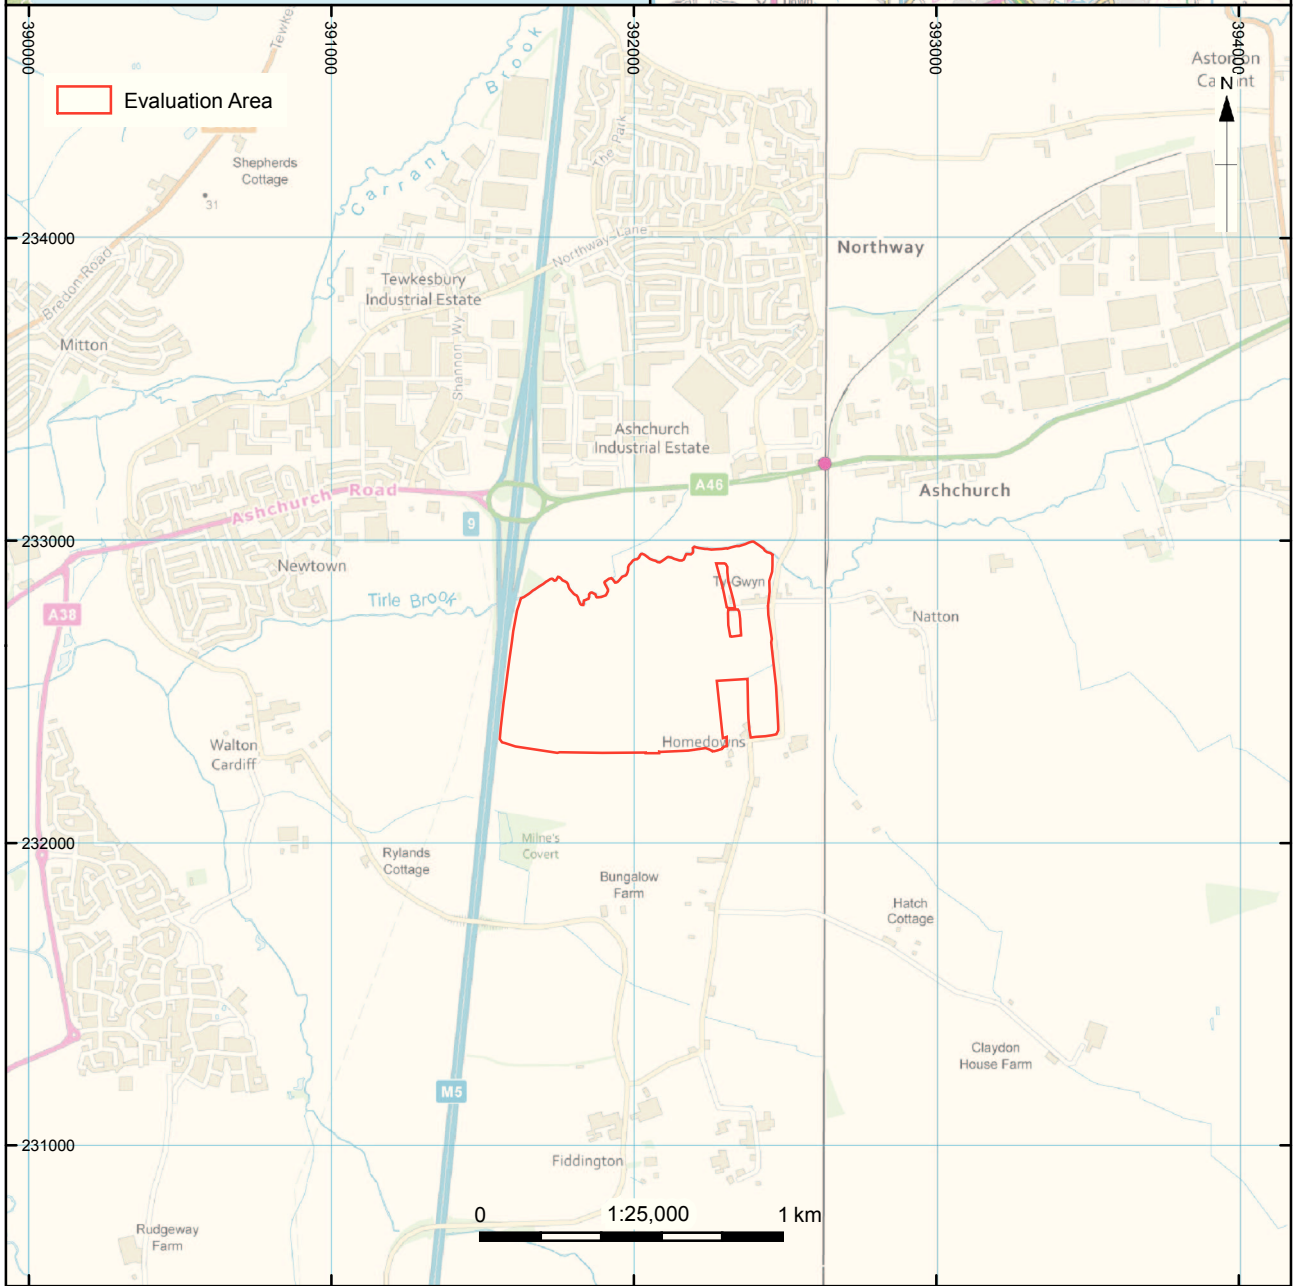 390000
391000
392000
393000
394000
Tewke
Brook
Carrant
Ashton
N
Evaluation Area
Shepherds
Cottage
31
The Park
234000
Northway Lane
Northway
Bredon Road
Tewkesbury
Industrial Estate
Mitton
Shannon Wy
Ashchurch
Industrial Estate
A46
Ashchurch Road
Ashchurch
9
233000
Newtown
Ty Gwyn
Tirle Brook
A38
Natton
Walton
Cardiff
Homedowns
232000
Milne's
Covert
Rylands
Cottage
Bungalow
Farm
Hatch
Cottage
Claydon
House Farm
M5
231000
Fiddington
0
1:25,000
1 km
Rudgeway
Farm